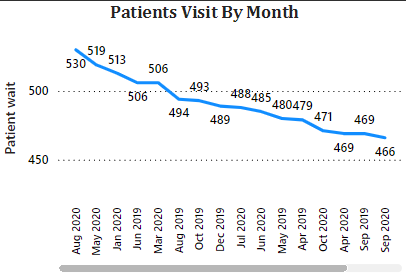 Patients Visit By Month
Patient wait
500
450
530
519
513
506
506
494
493
489
488
485
480
479
471
469
469
466
Aug 2020
May 2020
Jan 2020
Jun 2019
Mar 2020
Aug 2019
Oct 2019
Dec 2019
Jul 2020
Jun 2020
May 2019
Apr 2019
Oct 2020
Apr 2020
Sep 2019
Sep 2020